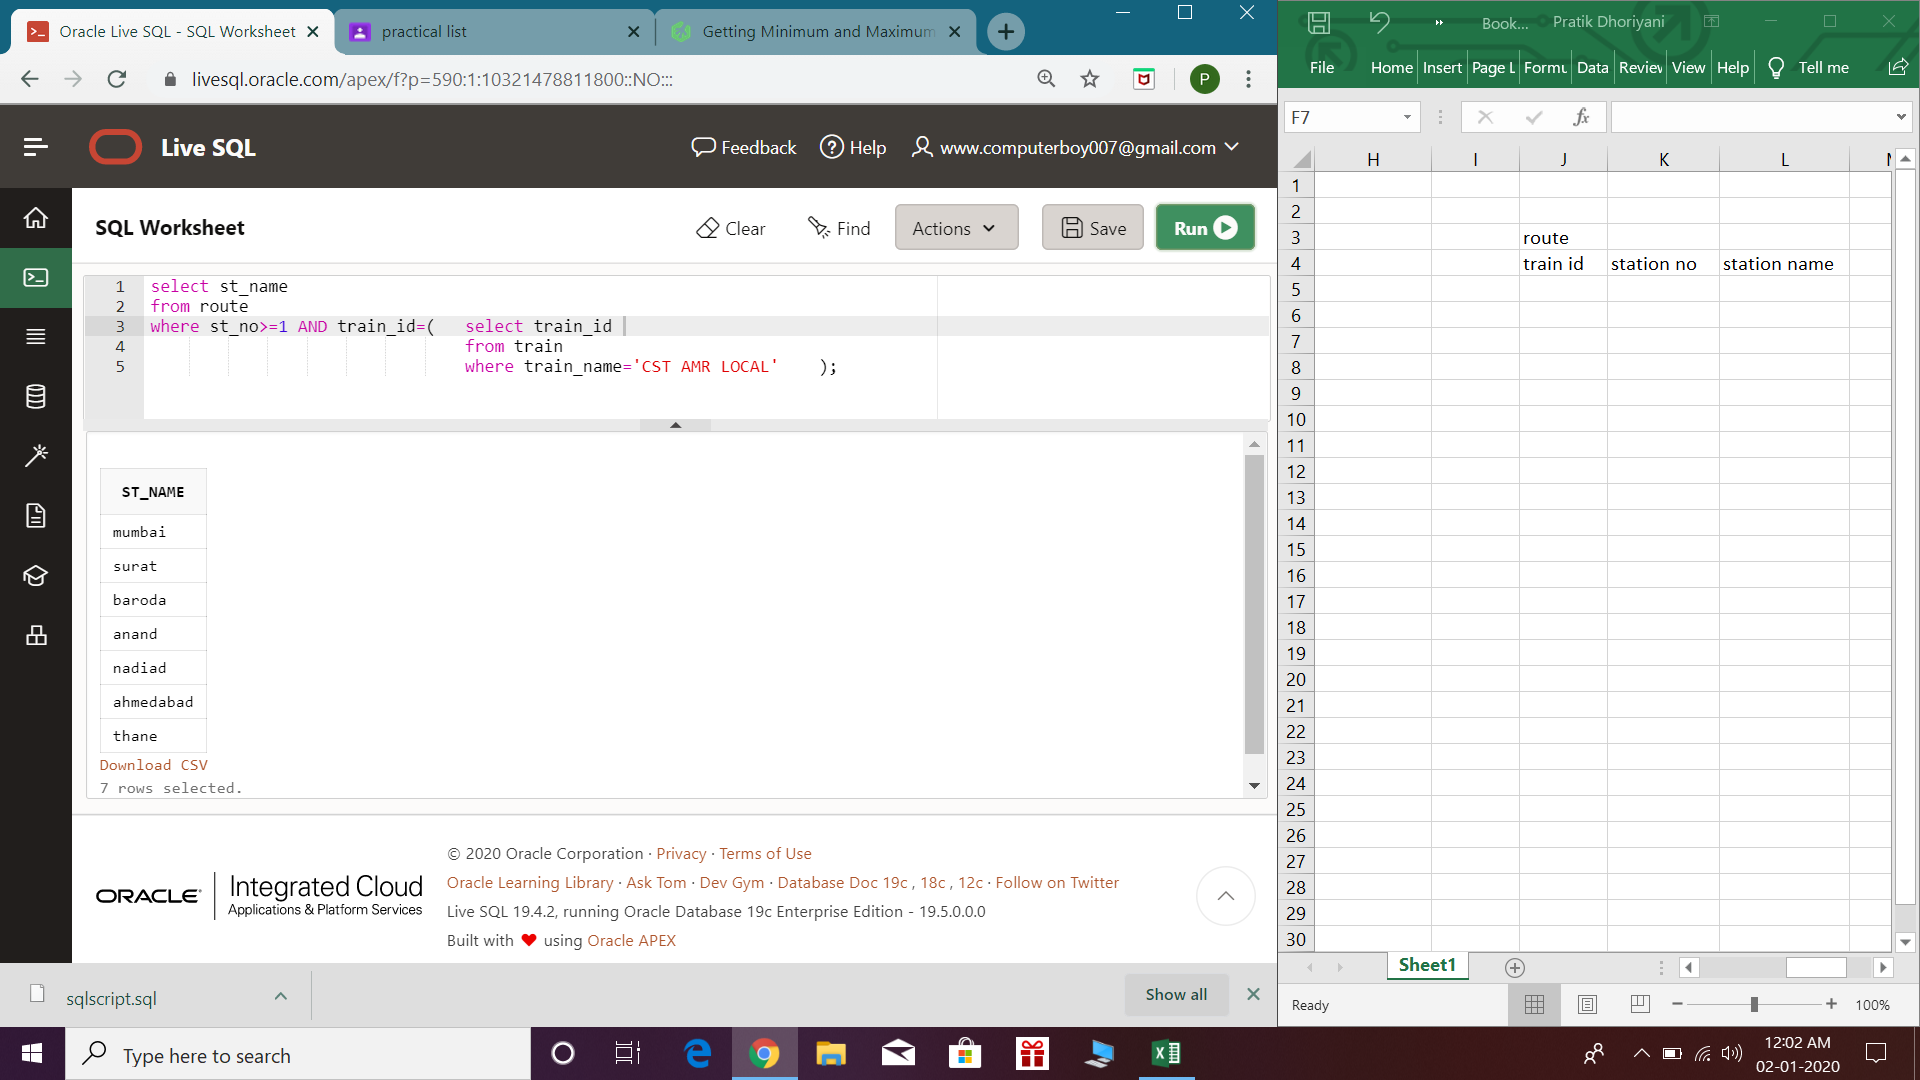 Oracle Live SQL - SQL Worksheet
practical list
Getting Minimum and Maximum
livesql.oracle.com/apex/f?p=590:1:10321478811800::NO:::
P
Live SQL
Feedback
Help
www.computerboy007@gmail.com
SQL Worksheet
Clear
Find
Actions
Save
Run
1 select st_name
2 from route
3 where st_no>=1 AND train_id=( select train_id
4 from train
5 where train_name='CST AMR LOCAL' );
ST_NAME
mumbai
surat
baroda
anand
nadiad
ahmedabad
thane
Download CSV
7 rows selected.
ORACLE
Integrated Cloud
Applications & Platform Services
© 2020 Oracle Corporation · Privacy · Terms of Use
Oracle Learning Library · Ask Tom · Dev Gym · Database Doc 19c , 18c , 12c · Follow on Twitter
Live SQL 19.4.2, running Oracle Database 19c Enterprise Edition - 19.5.0.0.0
Built with ❤ using Oracle APEX
sqlscript.sql
Show all
Book...
Pratik Dhoriyani
File Home Insert Page L Formu Data Review View Help Tell me
F7
fx
H I J K L
1
2
3 route
4 train id station no station name
5
6
7
8
9
10
11
12
13
14
15
16
17
18
19
20
21
22
23
24
25
26
27
28
29
30
Sheet1
Ready
100%
Type here to search
12:02 AM
02-01-2020